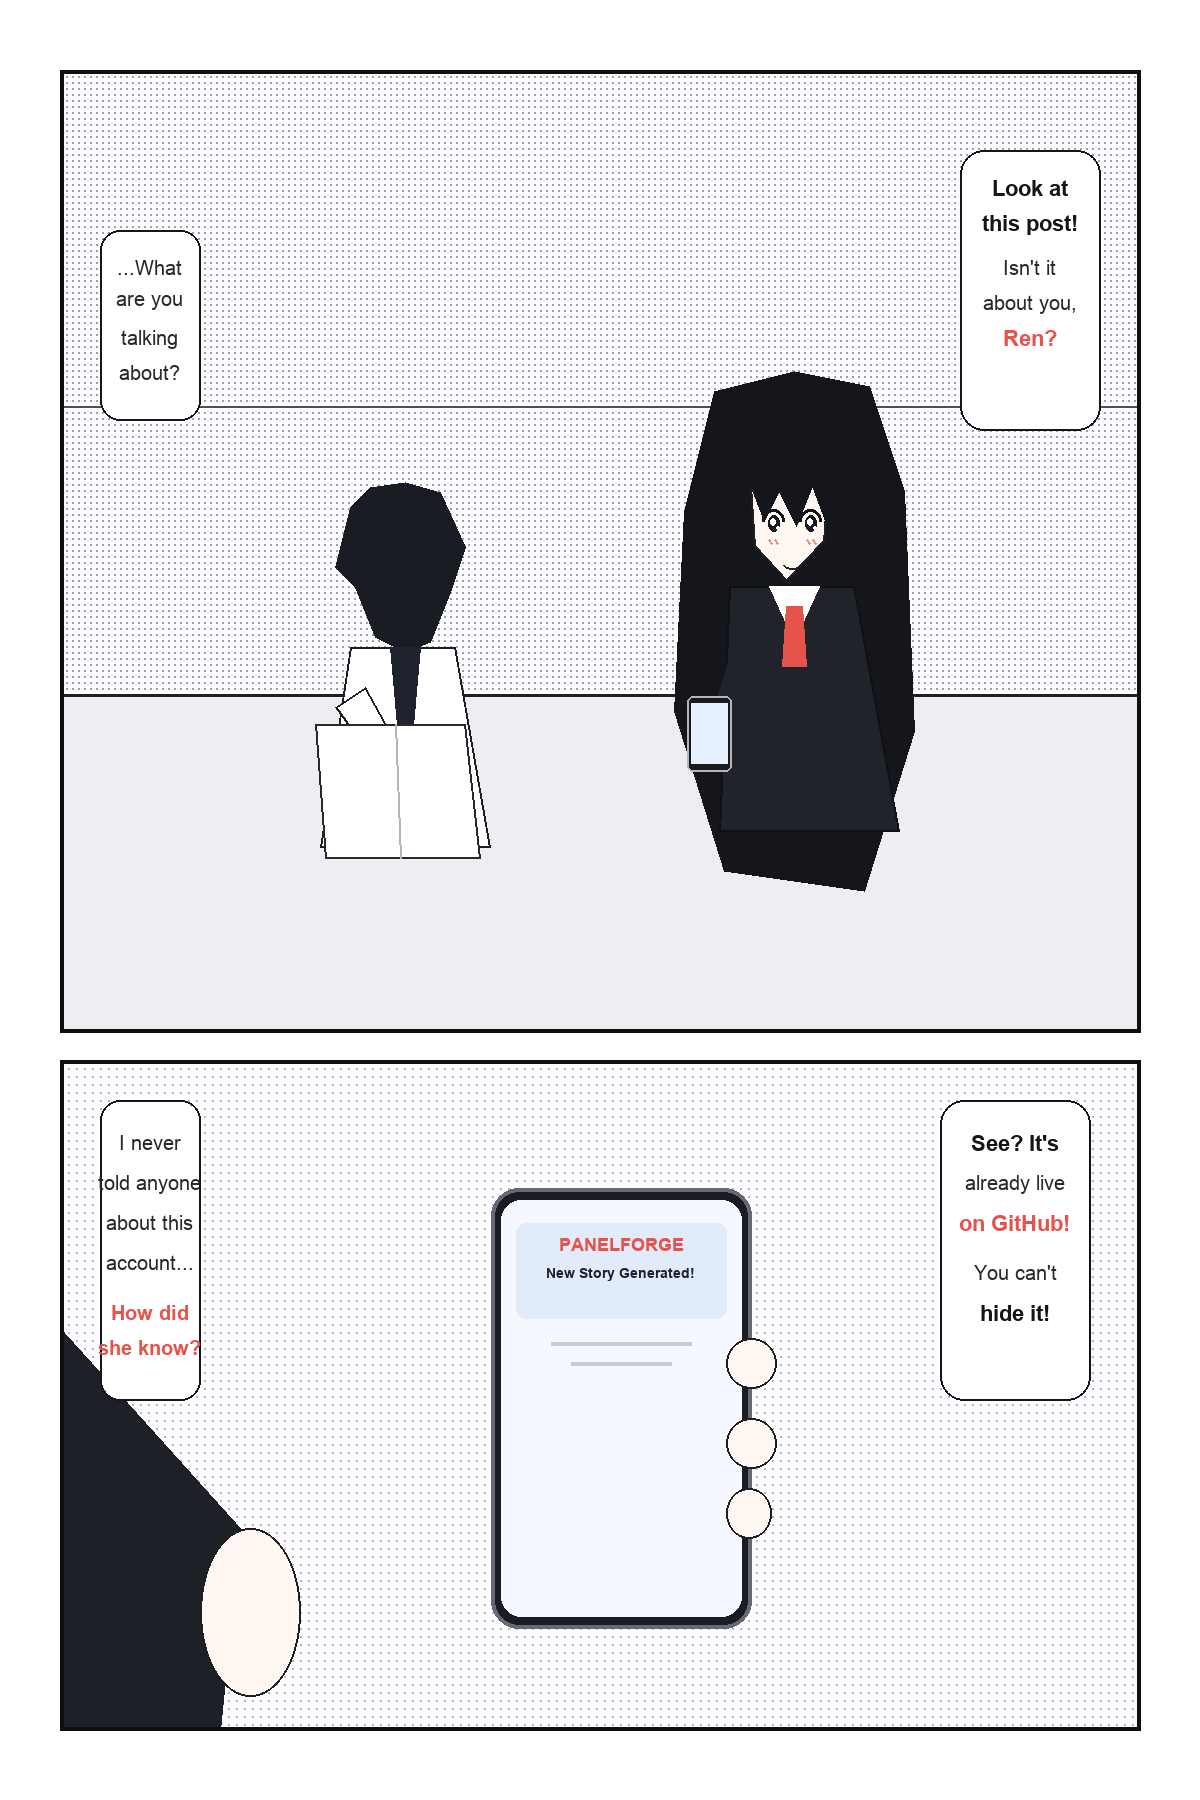 Look at
this post!
Isn't it
about you,
Ren?
...What
are you
talking
about?
See? It's
already live
on GitHub!
You can't
hide it!
PANELFORGE
New Story Generated!
I never
told anyone
about this
account...
How did
she know?